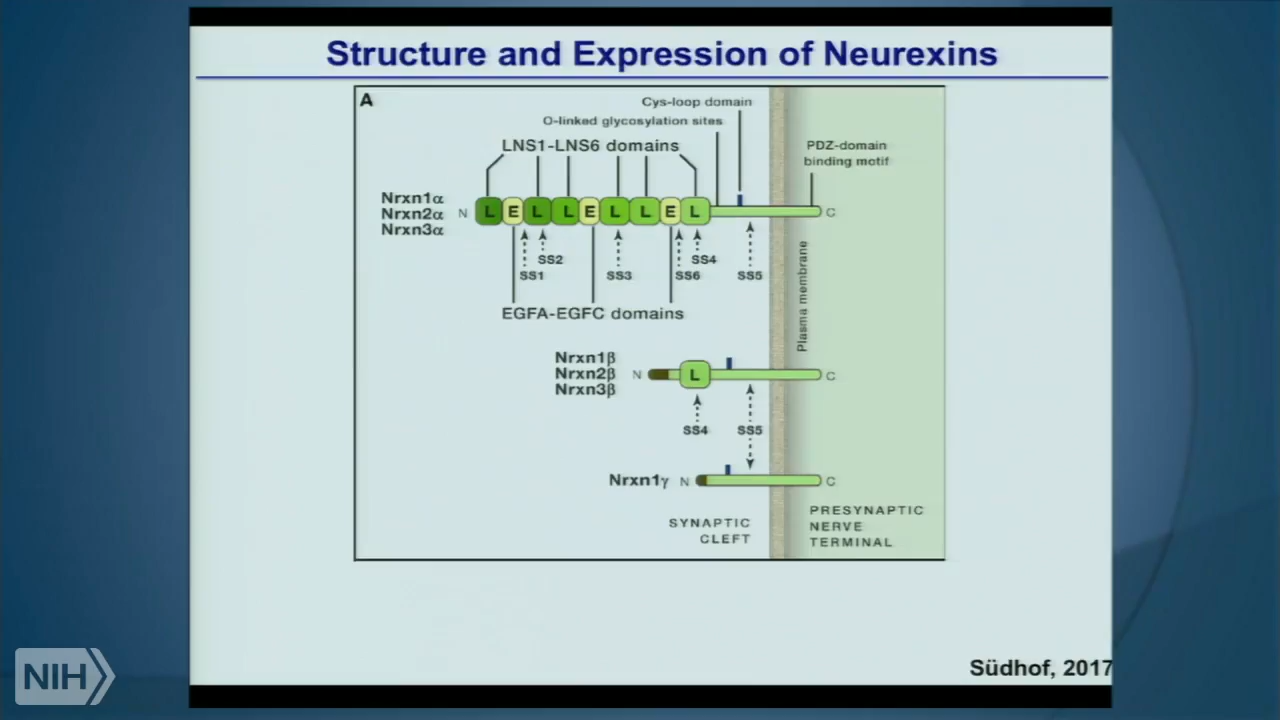 Structure and Expression of Neurexins
A
Cys-loop domain
O-linked glycosylation sites
LNS1-LNS6 domains
PDZ-domain
binding motif
Nrxn1α
Nrxn2α
Nrxn3α
N
L E L L E L L E L
C
SS2
SS4
SS1
SS3
SS6
SS5
EGFA-EGFC domains
Plasma membrane
Nrxn1β
Nrxn2β
Nrxn3β
N
L
C
SS4
SS5
Nrxn1γ
N
C
SYNAPTIC
CLEFT
PRESYNAPTIC
NERVE
TERMINAL
Südhof, 2017
NIH